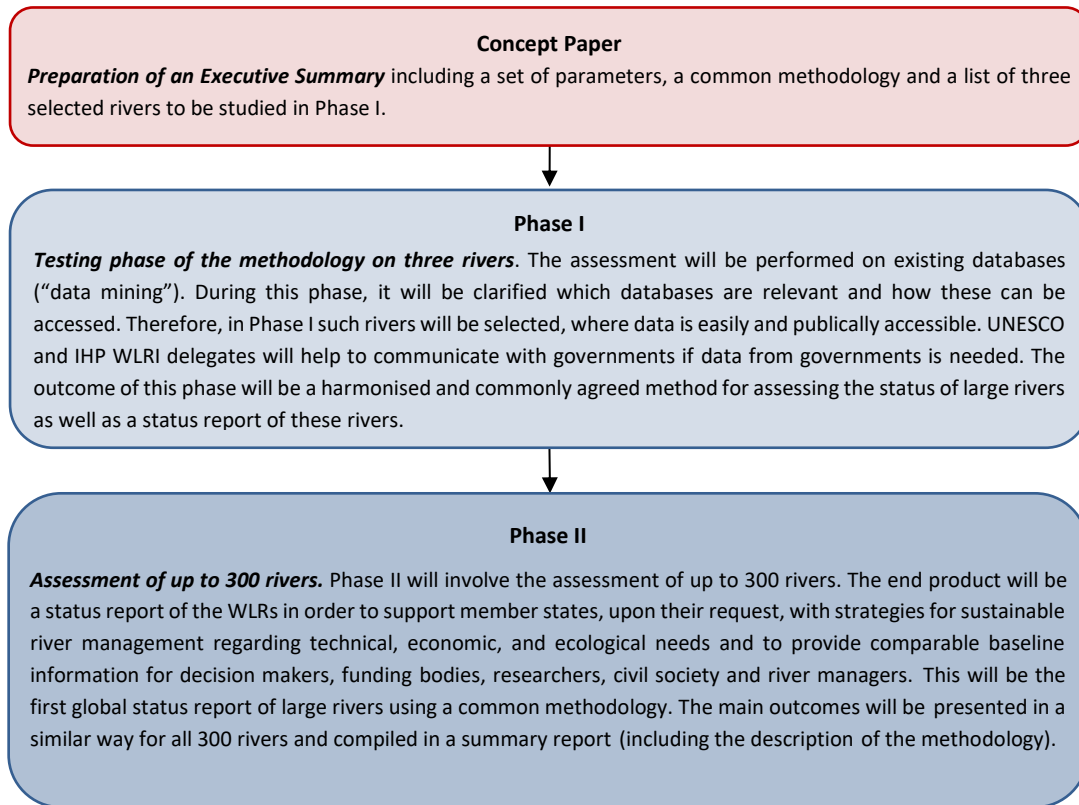 Concept Paper
Preparation of an Executive Summary including a set of parameters, a common methodology and a list of three
selected rivers to be studied in Phase I.
Phase I
Testing phase of the methodology on three rivers. The assessment will be performed on existing databases
(“data mining”). During this phase, it will be clarified which databases are relevant and how these can be
accessed. Therefore, in Phase I such rivers will be selected, where data is easily and publically accessible. UNESCO
and IHP WLRI delegates will help to communicate with governments if data from governments is needed. The
outcome of this phase will be a harmonised and commonly agreed method for assessing the status of large rivers
as well as a status report of these rivers.
Phase II
Assessment of up to 300 rivers. Phase II will involve the assessment of up to 300 rivers. The end product will be
a status report of the WLRs in order to support member states, upon their request, with strategies for sustainable
river management regarding technical, economic, and ecological needs and to provide comparable baseline
information for decision makers, funding bodies, researchers, civil society and river managers. This will be the
first global status report of large rivers using a common methodology. The main outcomes will be presented in a
similar way for all 300 rivers and compiled in a summary report (including the description of the methodology).